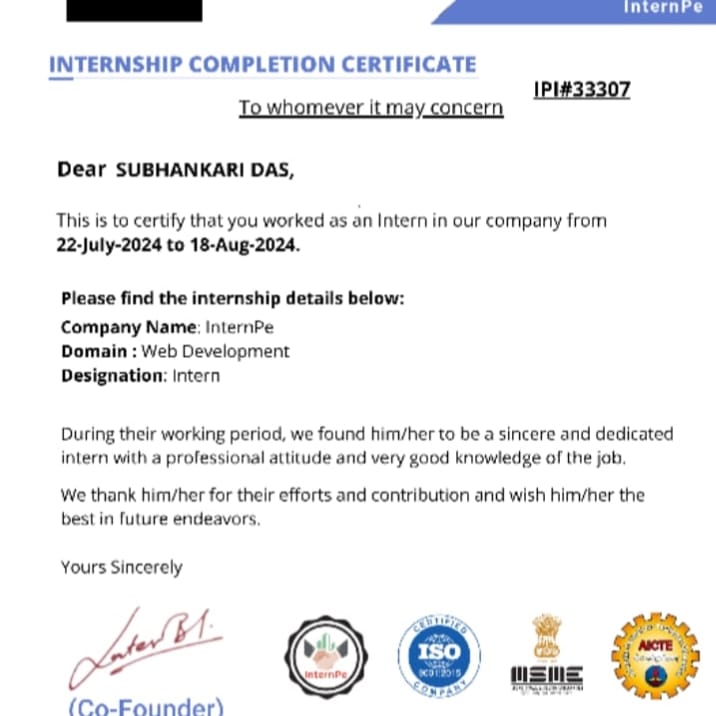 InternPe
INTERNSHIP COMPLETION CERTIFICATE
IPI#33307
To whomever it may concern
Dear SUBHANKARI DAS,
This is to certify that you worked as an Intern in our company from
22-July-2024 to 18-Aug-2024.
Please find the internship details below:
Company Name: InternPe
Domain : Web Development
Designation: Intern
During their working period, we found him/her to be a sincere and dedicated
intern with a professional attitude and very good knowledge of the job.
We thank him/her for their efforts and contribution and wish him/her the
best in future endeavors.
Yours Sincerely
InternPe
CERTIFIED
ISO
9001:2015
COMPANY
MSME
AICTE
(Co-Founder)